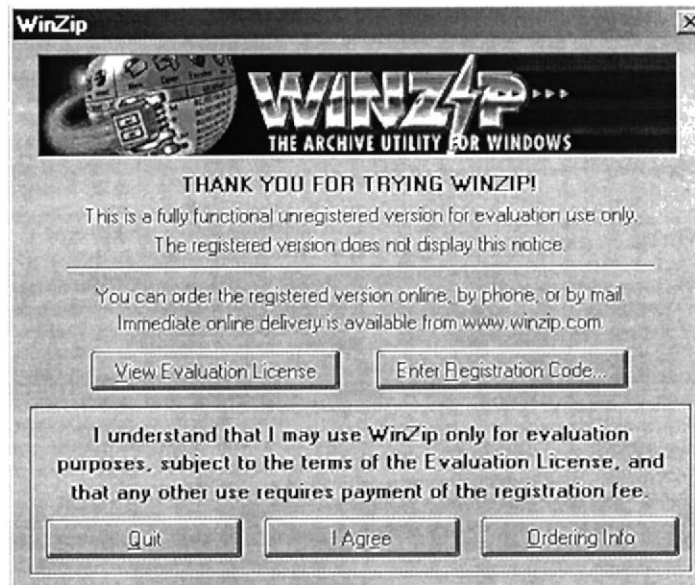 WinZip
WINZIP
THE ARCHIVE UTILITY FOR WINDOWS
THANK YOU FOR TRYING WINZIP!
This is a fully functional unregistered version for evaluation use only.
The registered version does not display this notice.
You can order the registered version online, by phone, or by mail.
Immediate online delivery is available from www.winzip.com
View Evaluation License
Enter Registration Code...
I understand that I may use WinZip only for evaluation
purposes, subject to the terms of the Evaluation License, and
that any other use requires payment of the registration fee.
Quit
I Agree
Ordering Info